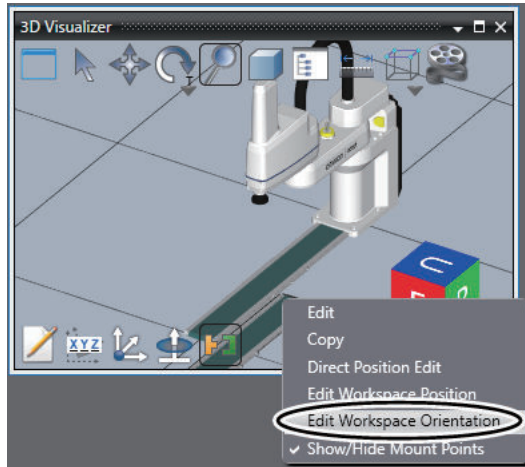 3D Visualizer
XYZ
Edit
Copy
Direct Position Edit
Edit Workspace Position
Edit Workspace Orientation
Show/Hide Mount Points